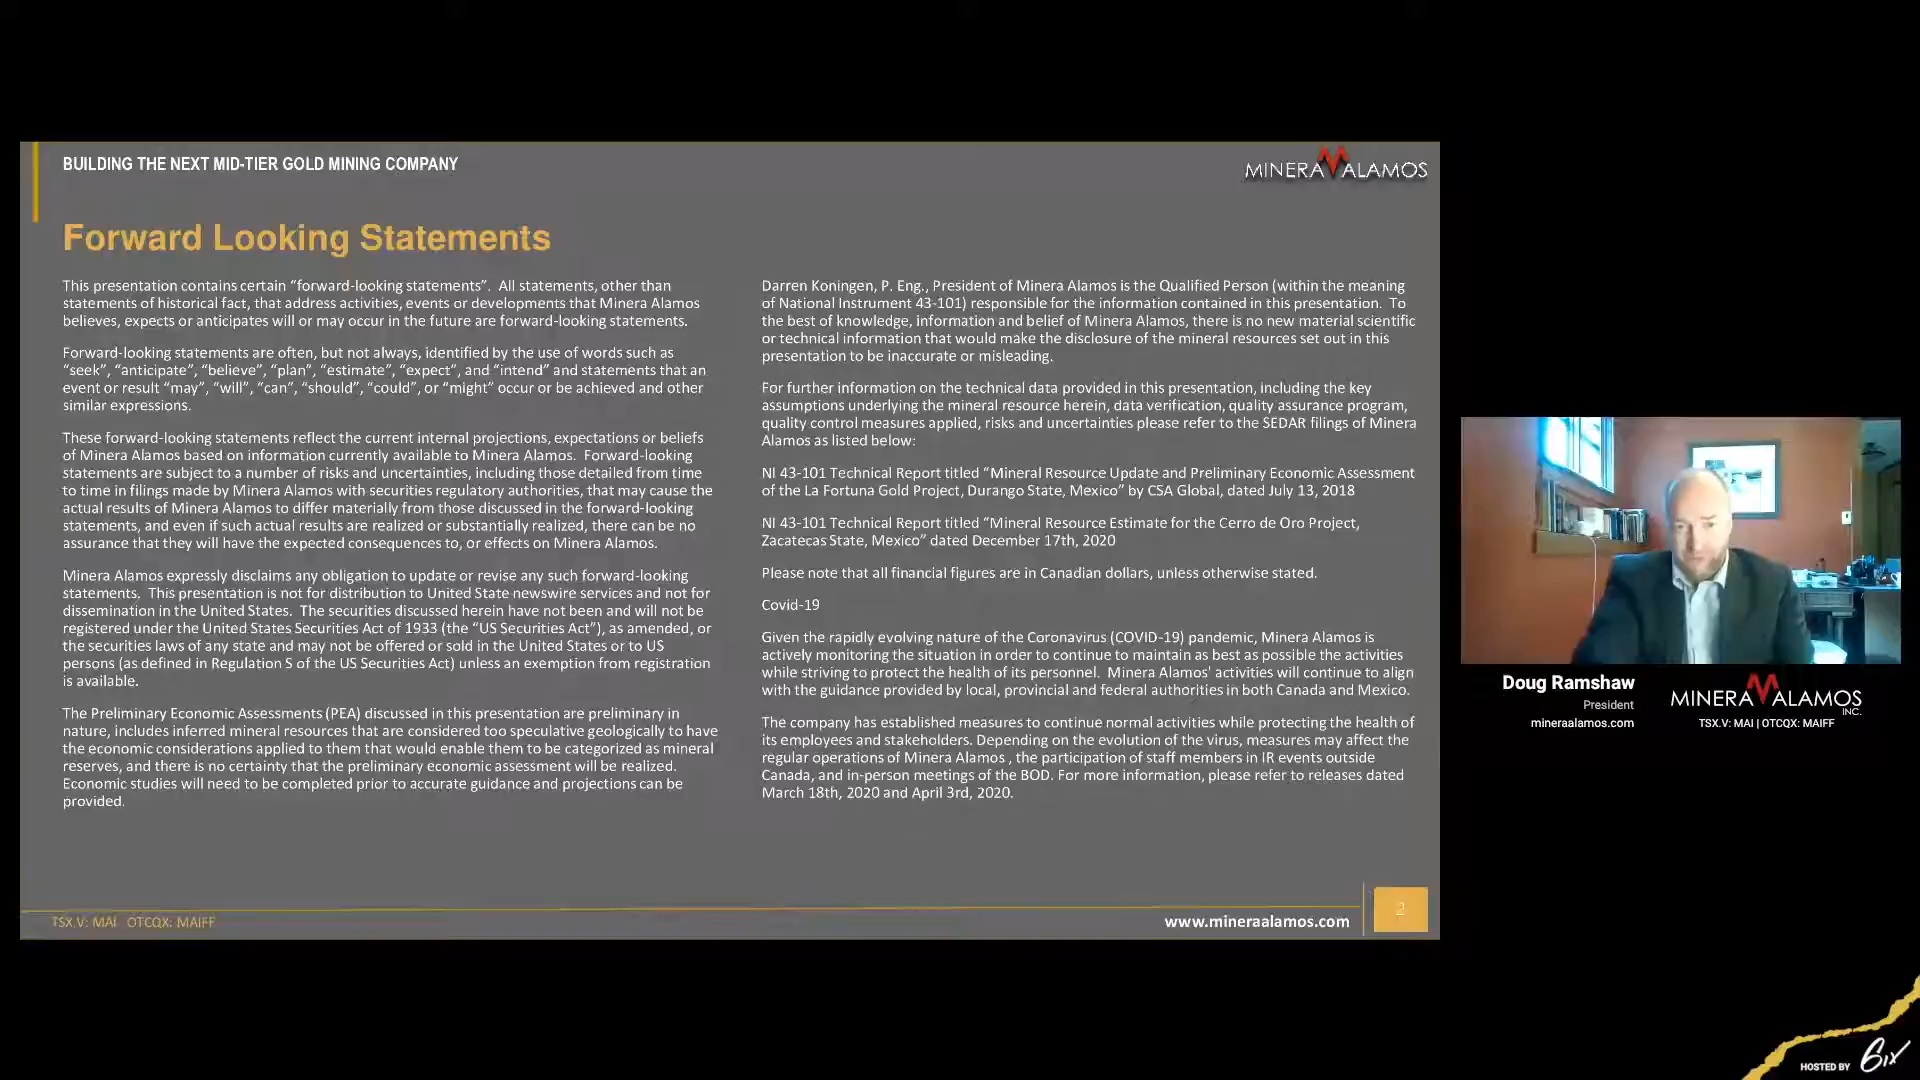 BUILDING THE NEXT MID-TIER GOLD MINING COMPANY
MINERA ALAMOS
Forward Looking Statements
This presentation contains certain “forward-looking statements”. All statements, other than
statements of historical fact, that address activities, events or developments that Minera Alamos
believes, expects or anticipates will or may occur in the future are forward-looking statements.
Forward-looking statements are often, but not always, identified by the use of words such as
“seek”, “anticipate”, “believe”, “plan”, “estimate”, “expect”, and “intend” and statements that an
event or result “may”, “will”, “can”, “should”, “could”, or “might” occur or be achieved and other
similar expressions.
These forward-looking statements reflect the current internal projections, expectations or beliefs
of Minera Alamos based on information currently available to Minera Alamos. Forward-looking
statements are subject to a number of risks and uncertainties, including those detailed from time
to time in filings made by Minera Alamos with securities regulatory authorities, that may cause the
actual results of Minera Alamos to differ materially from those discussed in the forward-looking
statements, and even if such actual results are realized or substantially realized, there can be no
assurance that they will have the expected consequences to, or effects on Minera Alamos.
Minera Alamos expressly disclaims any obligation to update or revise any such forward-looking
statements. This presentation is not for distribution to United State newswire services and not for
dissemination in the United States. The securities discussed herein have not been and will not be
registered under the United States Securities Act of 1933 (the “US Securities Act”), as amended, or
the securities laws of any state and may not be offered or sold in the United States or to US
persons (as defined in Regulation S of the US Securities Act) unless an exemption from registration
is available.
The Preliminary Economic Assessments (PEA) discussed in this presentation are preliminary in
nature, includes inferred mineral resources that are considered too speculative geologically to have
the economic considerations applied to them that would enable them to be categorized as mineral
reserves, and there is no certainty that the preliminary economic assessment will be realized.
Economic studies will need to be completed prior to accurate guidance and projections can be
provided.
Darren Koningen, P. Eng., President of Minera Alamos is the Qualified Person (within the meaning
of National Instrument 43-101) responsible for the information contained in this presentation. To
the best of knowledge, information and belief of Minera Alamos, there is no new material scientific
or technical information that would make the disclosure of the mineral resources set out in this
presentation to be inaccurate or misleading.
For further information on the technical data provided in this presentation, including the key
assumptions underlying the mineral resource herein, data verification, quality assurance program,
quality control measures applied, risks and uncertainties please refer to the SEDAR filings of Minera
Alamos as listed below:
NI 43-101 Technical Report titled “Mineral Resource Update and Preliminary Economic Assessment
of the La Fortuna Gold Project, Durango State, Mexico” by CSA Global, dated July 13, 2018
NI 43-101 Technical Report titled “Mineral Resource Estimate for the Cerro de Oro Project,
Zacatecas State, Mexico” dated December 17th, 2020
Please note that all financial figures are in Canadian dollars, unless otherwise stated.
Covid-19
Given the rapidly evolving nature of the Coronavirus (COVID-19) pandemic, Minera Alamos is
actively monitoring the situation in order to continue to maintain as best as possible the activities
while striving to protect the health of its personnel. Minera Alamos' activities will continue to align
with the guidance provided by local, provincial and federal authorities in both Canada and Mexico.
The company has established measures to continue normal activities while protecting the health of
its employees and stakeholders. Depending on the evolution of the virus, measures may affect the
regular operations of Minera Alamos , the participation of staff members in IR events outside
Canada, and in-person meetings of the BOD. For more information, please refer to releases dated
March 18th, 2020 and April 3rd, 2020.
TSX.V: MAI OTCQX: MAIFF
www.mineraalamos.com
2
Doug Ramshaw
President
mineraalamos.com
MINERA ALAMOS
INC.
TSX.V: MAI | OTCQX: MAIFF
HOSTED BY 6ix